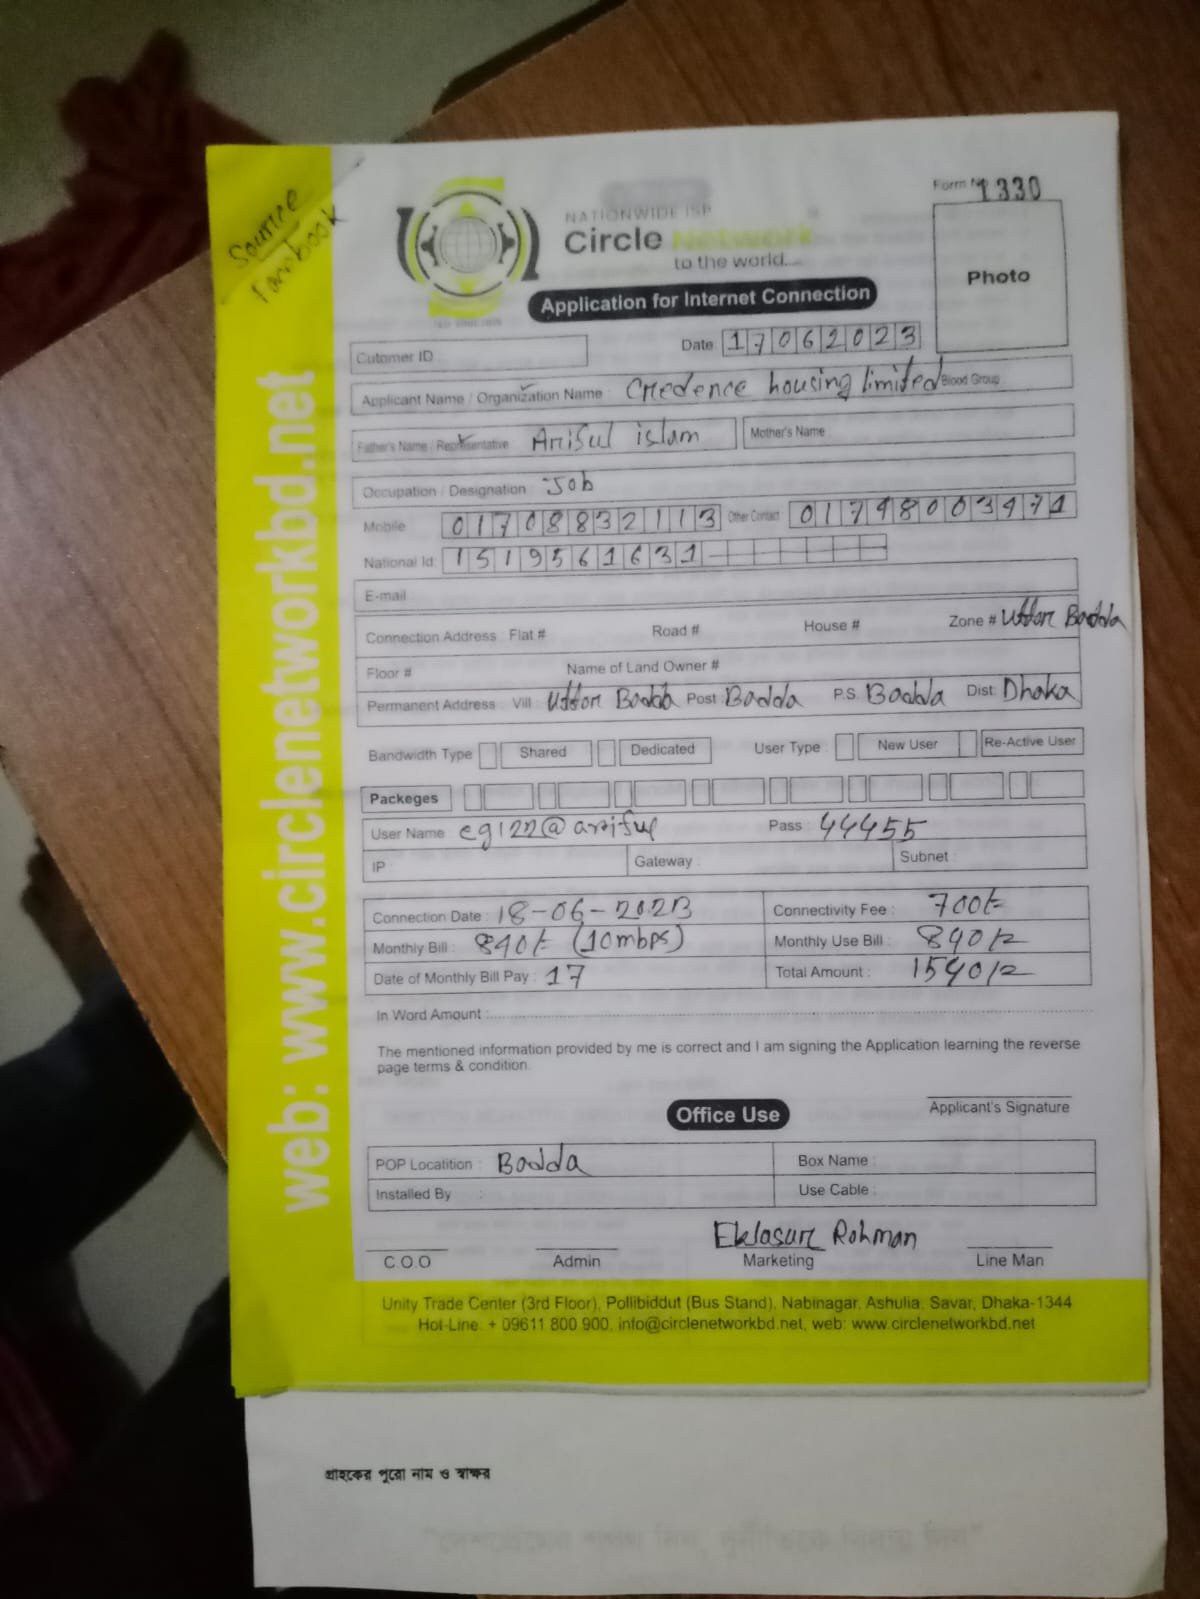 Source
Form No 1330
NATIONWIDE ISP
Circle Network
to the world...
Photo
Application for Internet Connection
Cutomer ID
Date 17062023
Applicant Name / Organization Name : Credence housing limited Blood Group
Father's Name / Representative Ariful islam Mother's Name
Occupation / Designation Job
Mobile 01708832113 Other Contact 01798003971
National Id 1519561631
E-mail
Connection Address Flat # Road # House # Zone # Uttor Badda
Floor # Name of Land Owner #
Permanent Address Vill : Uttor Badda Post : Badda P.S. Badda Dist: Dhaka
Bandwidth Type Shared Dedicated User Type : New User Re-Active User
Packeges
User Name eg122@ariful Pass : 44455
IP : Gateway : Subnet
Connection Date : 18-06-2023 Connectivity Fee : 700/-
Monthly Bill : 840/- (10mbps) Monthly Use Bill : 840/-
Date of Monthly Bill Pay : 17 Total Amount : 1540/-
In Word Amount :
The mentioned information provided by me is correct and I am signing the Application learning the reverse
page terms & condition.
Applicant's Signature
Office Use
POP Locatition : Badda Box Name :
Installed By : Use Cable :
Rohman
C.O.O Admin Marketing Line Man
Unity Trade Center (3rd Floor), Pollibiddut (Bus Stand), Nabinagar, Ashulia, Savar, Dhaka-1344
Hot-Line: + 09611 800 900, info@circlenetworkbd.net, web: www.circlenetworkbd.net
web: www.circlenetworkbd.net
গ্রাহকের পুরো নাম ও স্বাক্ষর